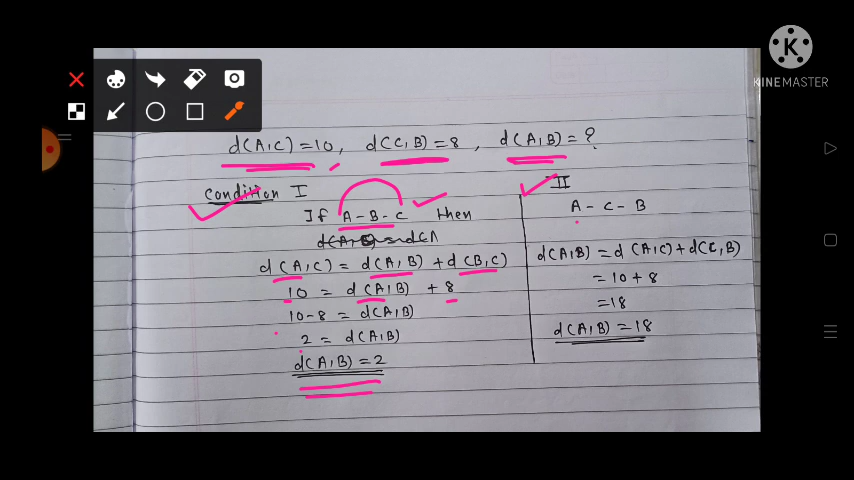 K
KINEMASTER
d(A,C)=10, d(C,B)=8, d(A,B)=?
Condition I
If A-B-C then
d(A,C) = d(A,B) + d(B,C)
10 = d(A,B) + 8
10-8 = d(A,B)
2 = d(A,B)
d(A,B)=2
II
A-C-B
d(A,B)=d(A,C)+d(C,B)
=10+8
=18
d(A,B)=18